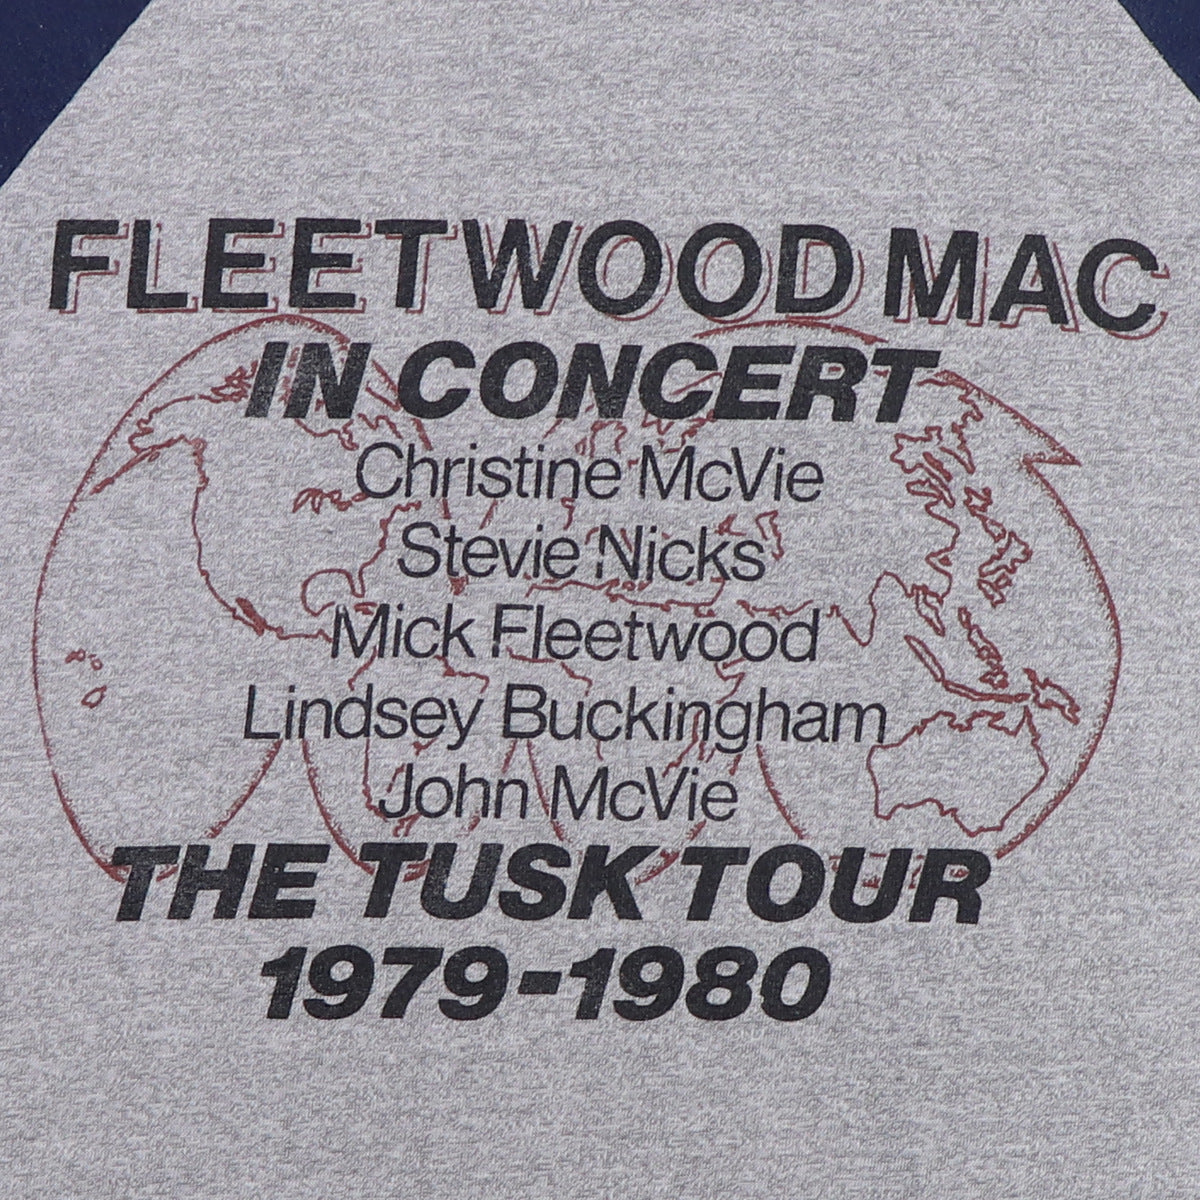 FLEETWOOD MAC
IN CONCERT
Christine McVie
Stevie Nicks
Mick Fleetwood
Lindsey Buckingham
John McVie
THE TUSK TOUR
1979-1980